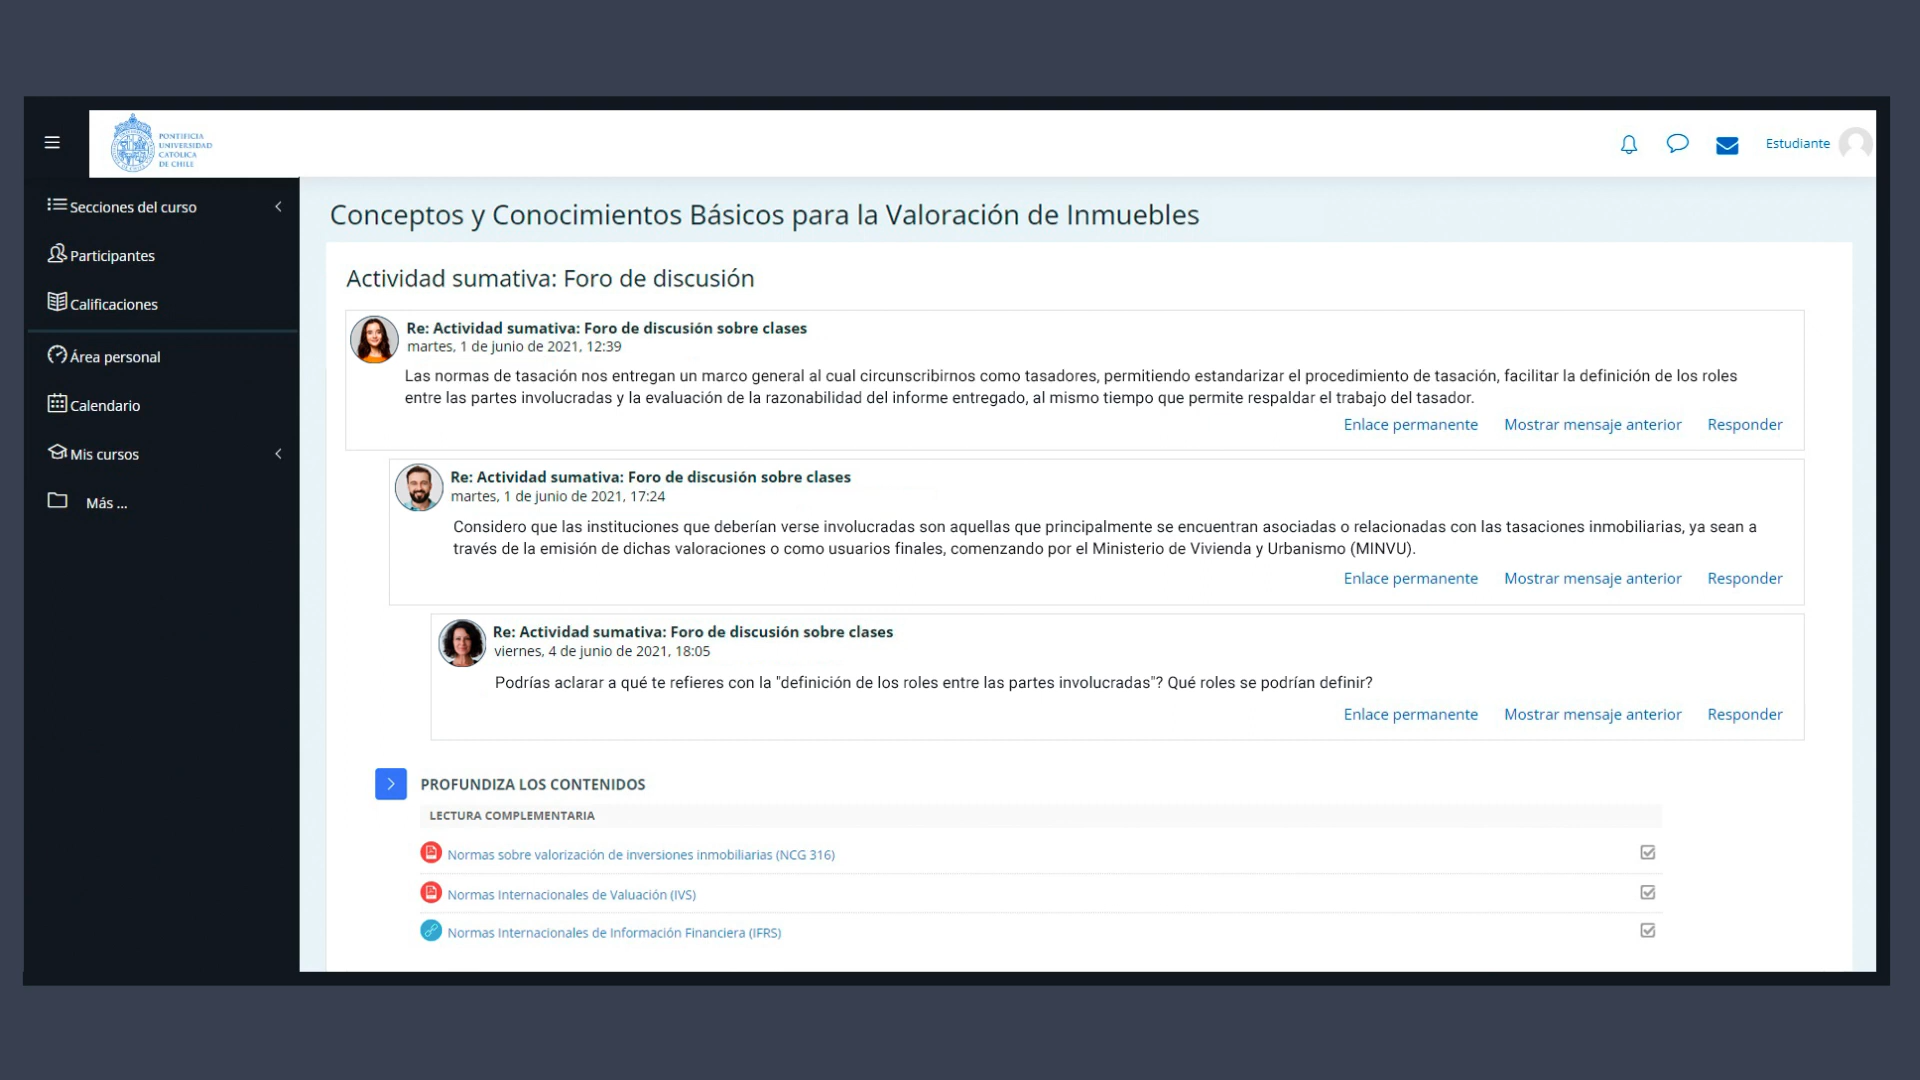 PONTIFICIA
UNIVERSIDAD
CATOLICA
DE CHILE
Estudiante
Secciones del curso
Participantes
Calificaciones
Área personal
Calendario
Mis cursos
Más ...
Conceptos y Conocimientos Básicos para la Valoración de Inmuebles
Actividad sumativa: Foro de discusión
Re: Actividad sumativa: Foro de discusión sobre clases
martes, 1 de junio de 2021, 12:39
Las normas de tasación nos entregan un marco general al cual circunscribirnos como tasadores, permitiendo estandarizar el procedimiento de tasación, facilitar la definición de los roles
entre las partes involucradas y la evaluación de la razonabilidad del informe entregado, al mismo tiempo que permite respaldar el trabajo del tasador.
Enlace permanente Mostrar mensaje anterior Responder
Re: Actividad sumativa: Foro de discusión sobre clases
martes, 1 de junio de 2021, 17:24
Considero que las instituciones que deberían verse involucradas son aquellas que principalmente se encuentran asociadas o relacionadas con las tasaciones inmobiliarias, ya sean a
través de la emisión de dichas valoraciones o como usuarios finales, comenzando por el Ministerio de Vivienda y Urbanismo (MINVU).
Enlace permanente Mostrar mensaje anterior Responder
Re: Actividad sumativa: Foro de discusión sobre clases
viernes, 4 de junio de 2021, 18:05
Podrías aclarar a qué te refieres con la "definición de los roles entre las partes involucradas"? Qué roles se podrían definir?
Enlace permanente Mostrar mensaje anterior Responder
PROFUNDIZA LOS CONTENIDOS
LECTURA COMPLEMENTARIA
Normas sobre valorización de inversiones inmobiliarias (NCG 316)
Normas Internacionales de Valuación (IVS)
Normas Internacionales de Información Financiera (IFRS)